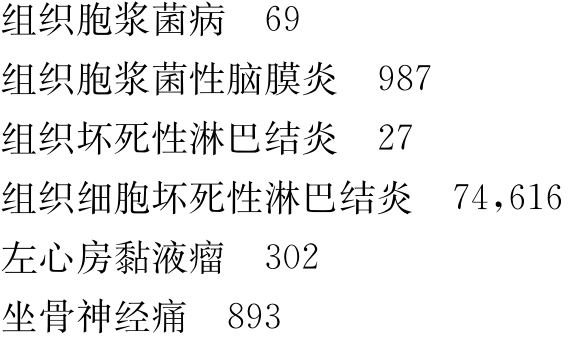 组织胞浆菌病 69
组织胞浆菌性脑膜炎 987
组织坏死性淋巴结炎 27
组织细胞坏死性淋巴结炎 74,616
左心房黏液瘤 302
坐骨神经痛 893